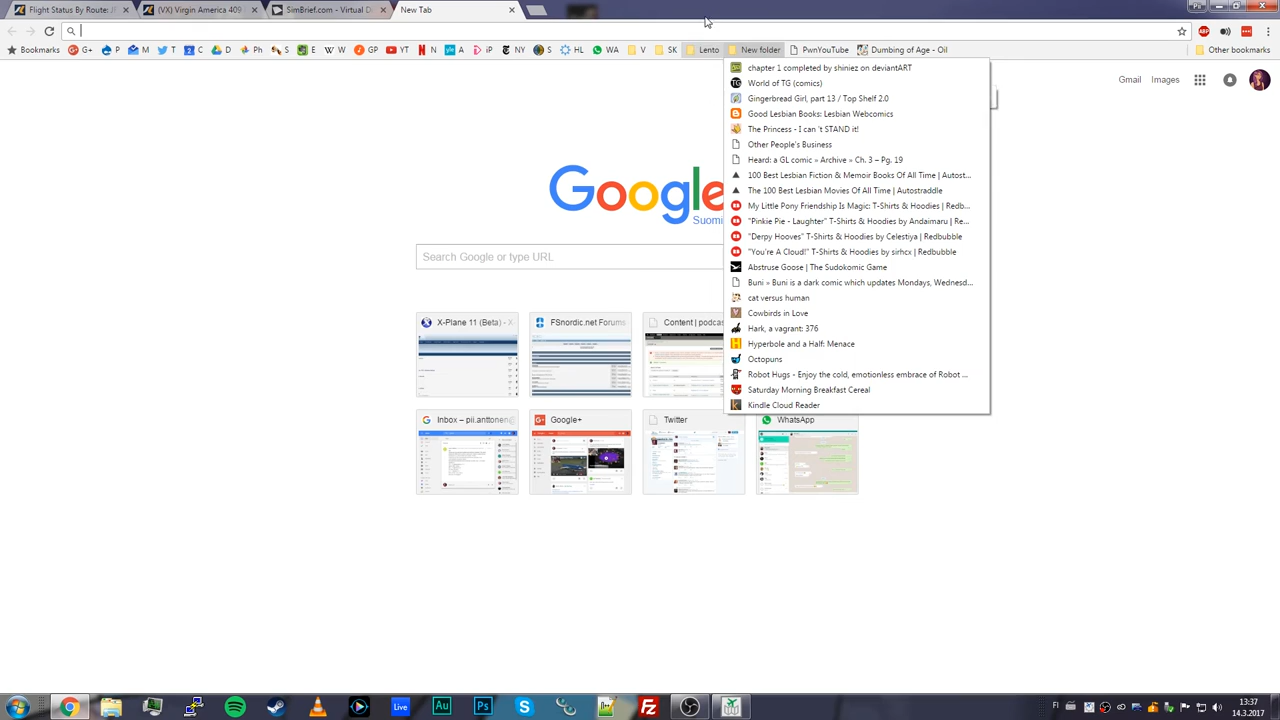 Flight Status By Route: J
(VX) Virgin America 409
SimBrief.com - Virtual D
New Tab
Bookmarks G+ P M T C D Ph S E W GP YT N A iP NY S HL WA V SK Lento New folder PwnYouTube Dumbing of Age - Oil Other bookmarks
chapter 1 completed by shiniez on deviantART
World of TG (comics)
Gingerbread Girl, part 13 / Top Shelf 2.0
Good Lesbian Books: Lesbian Webcomics
The Princess - I can 't STAND it!
Other People's Business
Heard: a GL comic » Archive » Ch. 3 – Pg. 19
100 Best Lesbian Fiction & Memoir Books Of All Time | Autost...
The 100 Best Lesbian Movies Of All Time | Autostraddle
My Little Pony Friendship Is Magic: T-Shirts & Hoodies | Redb...
"Pinkie Pie - Laughter" T-Shirts & Hoodies by Andaimaru | Re...
"Derpy Hooves" T-Shirts & Hoodies by Celestiya | Redbubble
"You're A Cloud!" T-Shirts & Hoodies by sirhcx | Redbubble
Abstruse Goose | The Sudokomic Game
Buni » Buni is a dark comic which updates Mondays, Wednesd...
cat versus human
Cowbirds in Love
Hark, a vagrant: 376
Hyperbole and a Half: Menace
Octopuns
Robot Hugs - Enjoy the cold, emotionless embrace of Robot ...
Saturday Morning Breakfast Cereal
Kindle Cloud Reader
Gmail Images
Google
Suomi
Search Google or type URL
X-Plane 11 (Beta) - X-
FSnordic.net Forums
Content | podcas
Inbox – pii.anttonen@
Google+
Twitter
WhatsApp
Pii
ABP
Live
Au
Ps
FI
13:37
14.3.2017